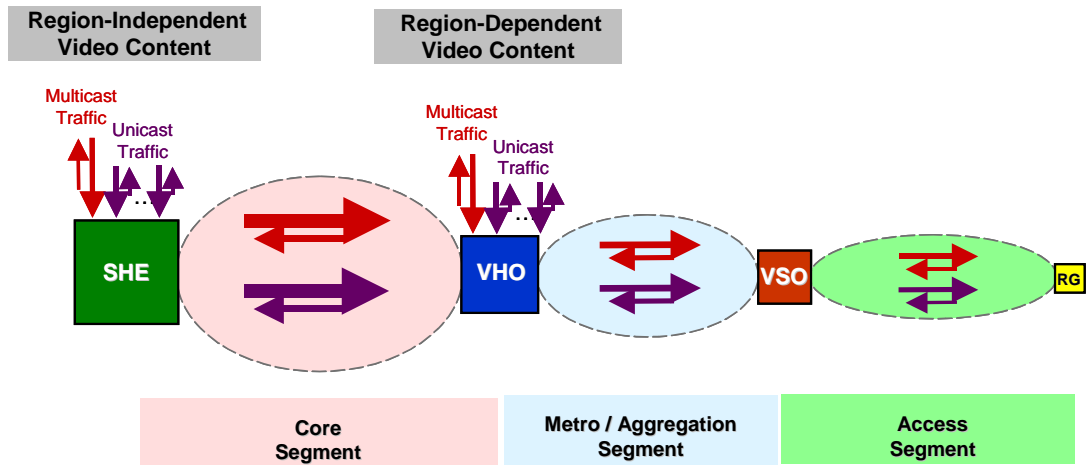 Region-Independent
Video Content
Region-Dependent
Video Content
Multicast
Traffic
Unicast
Traffic
...
Multicast
Traffic
Unicast
Traffic
...
SHE
VHO
VSO
RG
Core
Segment
Metro / Aggregation
Segment
Access
Segment